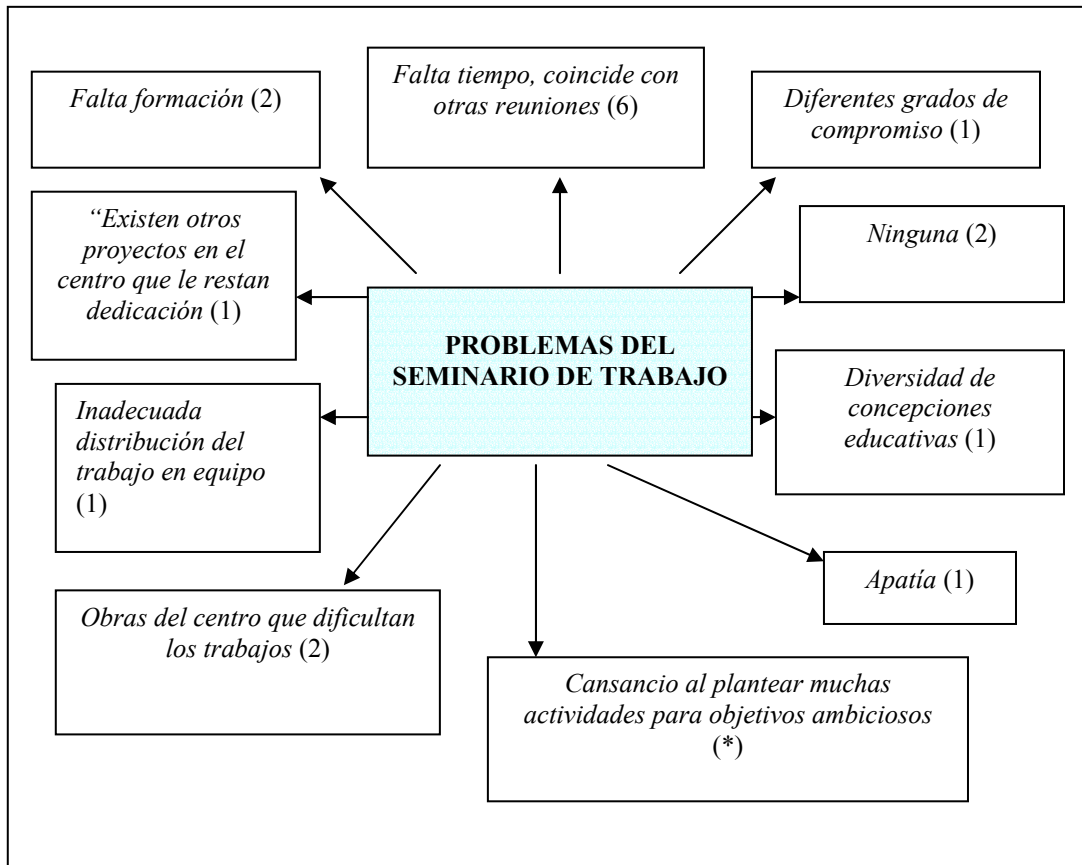 Falta formación (2)
Falta tiempo, coincide con
otras reuniones (6)
Diferentes grados de
compromiso (1)
“Existen otros
proyectos en el
centro que le restan
dedicación (1)
Ninguna (2)
PROBLEMAS DEL
SEMINARIO DE TRABAJO
Inadecuada
distribución del
trabajo en equipo
(1)
Diversidad de
concepciones
educativas (1)
Obras del centro que dificultan
los trabajos (2)
Apatía (1)
Cansancio al plantear muchas
actividades para objetivos ambiciosos
(*)